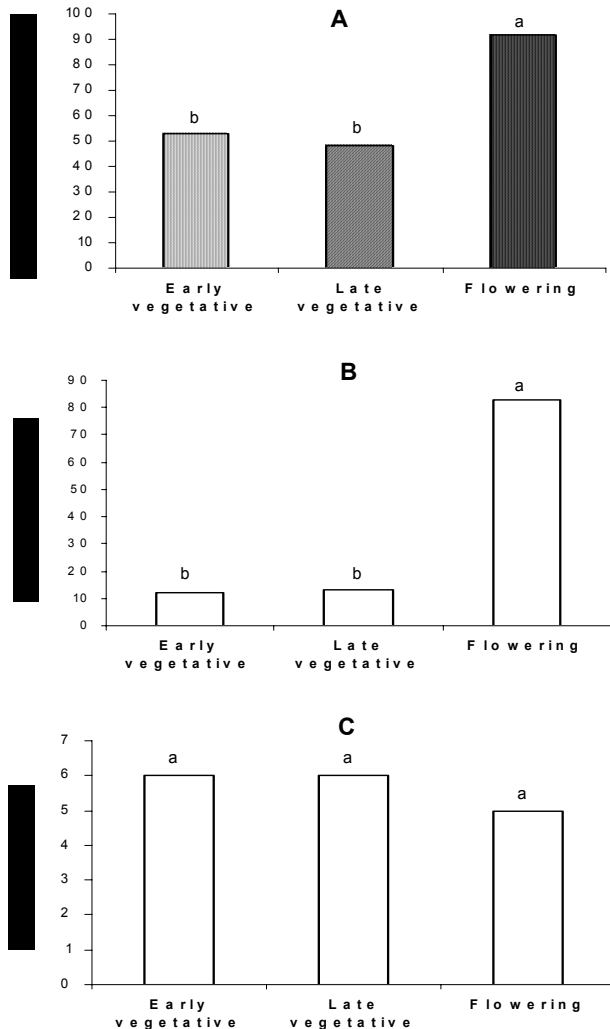 A
100
90
80
70
60
50
40
30
20
10
0
b
b
a
Early
vegetative
Late
vegetative
Flowering
B
90
80
70
60
50
40
30
20
10
0
b
b
a
Early
vegetative
Late
vegetative
Flowering
C
7
6
5
4
3
2
1
0
a
a
a
Early
vegetative
Late
vegetative
Flowering